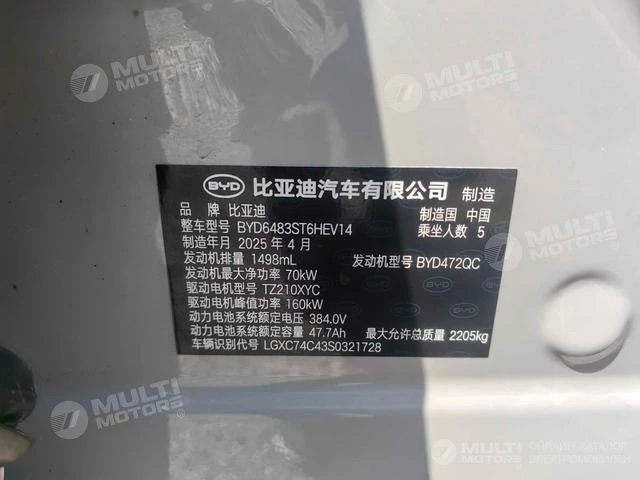 MULTI MOTORS
MULTI MOTORS
BYD 比亚迪汽车有限公司 制造
品 牌 比亚迪 制造国 中国
整车型号 BYD6483ST6HEV14 乘坐人数 5
制造年月 2025 年 4 月
发动机排量 1498mL 发动机型号 BYD472QC
发动机最大净功率 70kW
驱动电机型号 TZ210XYC
驱动电机峰值功率 160kW
动力电池系统额定电压 384.0V
动力电池系统额定容量 47.7Ah 最大允许总质量 2205kg
车辆识别代号 LGXC74C43S0321728
MULTI MOTORS
MULTI MOTORS
ОНЛАЙН-КАТАЛОГ
ЭЛЕКТРОМОБИЛЕЙ